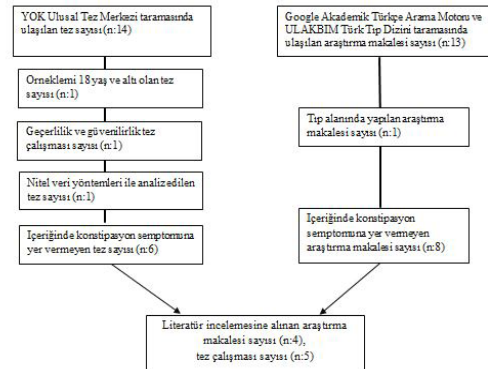 YOK Ulusal Tez Merkezi taramasında
ulaşılan tez sayısı (n:14)
Örneklemi 18 yaş ve altı olan tez
sayısı (n:1)
Geçerlilik ve güvenilirlik tez
çalışması sayısı (n:1)
Nitel veri yöntemleri ile analiz edilen
tez sayısı (n:1)
İçeriğinde konstipasyon semptomuna
yer vermeyen tez sayısı (n:6)
Google Akademik Türkçe Arama Motoru ve
ULAKBIM Türk Tıp Dizini taramasında
ulaşılan araştırma makalesi sayısı (n:13)
Tıp alanında yapılan araştırma
makalesi sayısı (n:1)
İçeriğinde konstipasyon
semptomuna yer vermeyen
araştırma makalesi sayısı (n:8)
Literatür incelemesine alınan araştırma
makalesi sayısı (n:4),
tez çalışması sayısı (n:5)